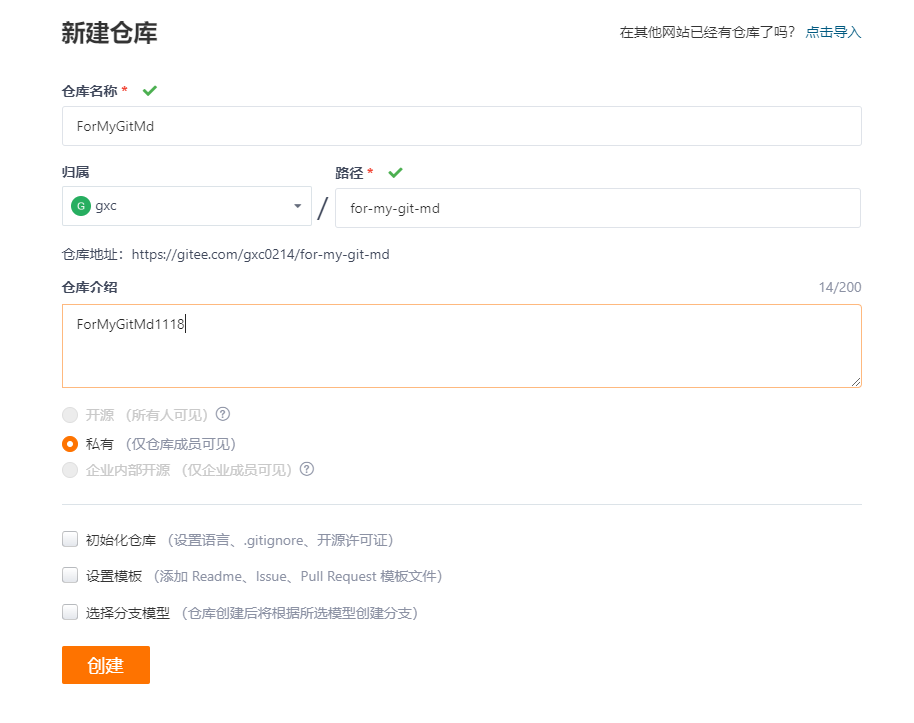 新建仓库
在其他网站已经有仓库了吗? 点击导入
仓库名称 *
ForMyGitMd
归属
路径 *
G gxc
/
for-my-git-md
仓库地址：https://gitee.com/gxc0214/for-my-git-md
仓库介绍
14/200
ForMyGitMd1118
开源 （所有人可见） ?
私有 （仅仓库成员可见）
企业内部开源 （仅企业成员可见） ?
初始化仓库 （设置语言、.gitignore、开源许可证）
设置模板 （添加 Readme、Issue、Pull Request 模板文件）
选择分支模型 （仓库创建后将根据所选模型创建分支）
创建